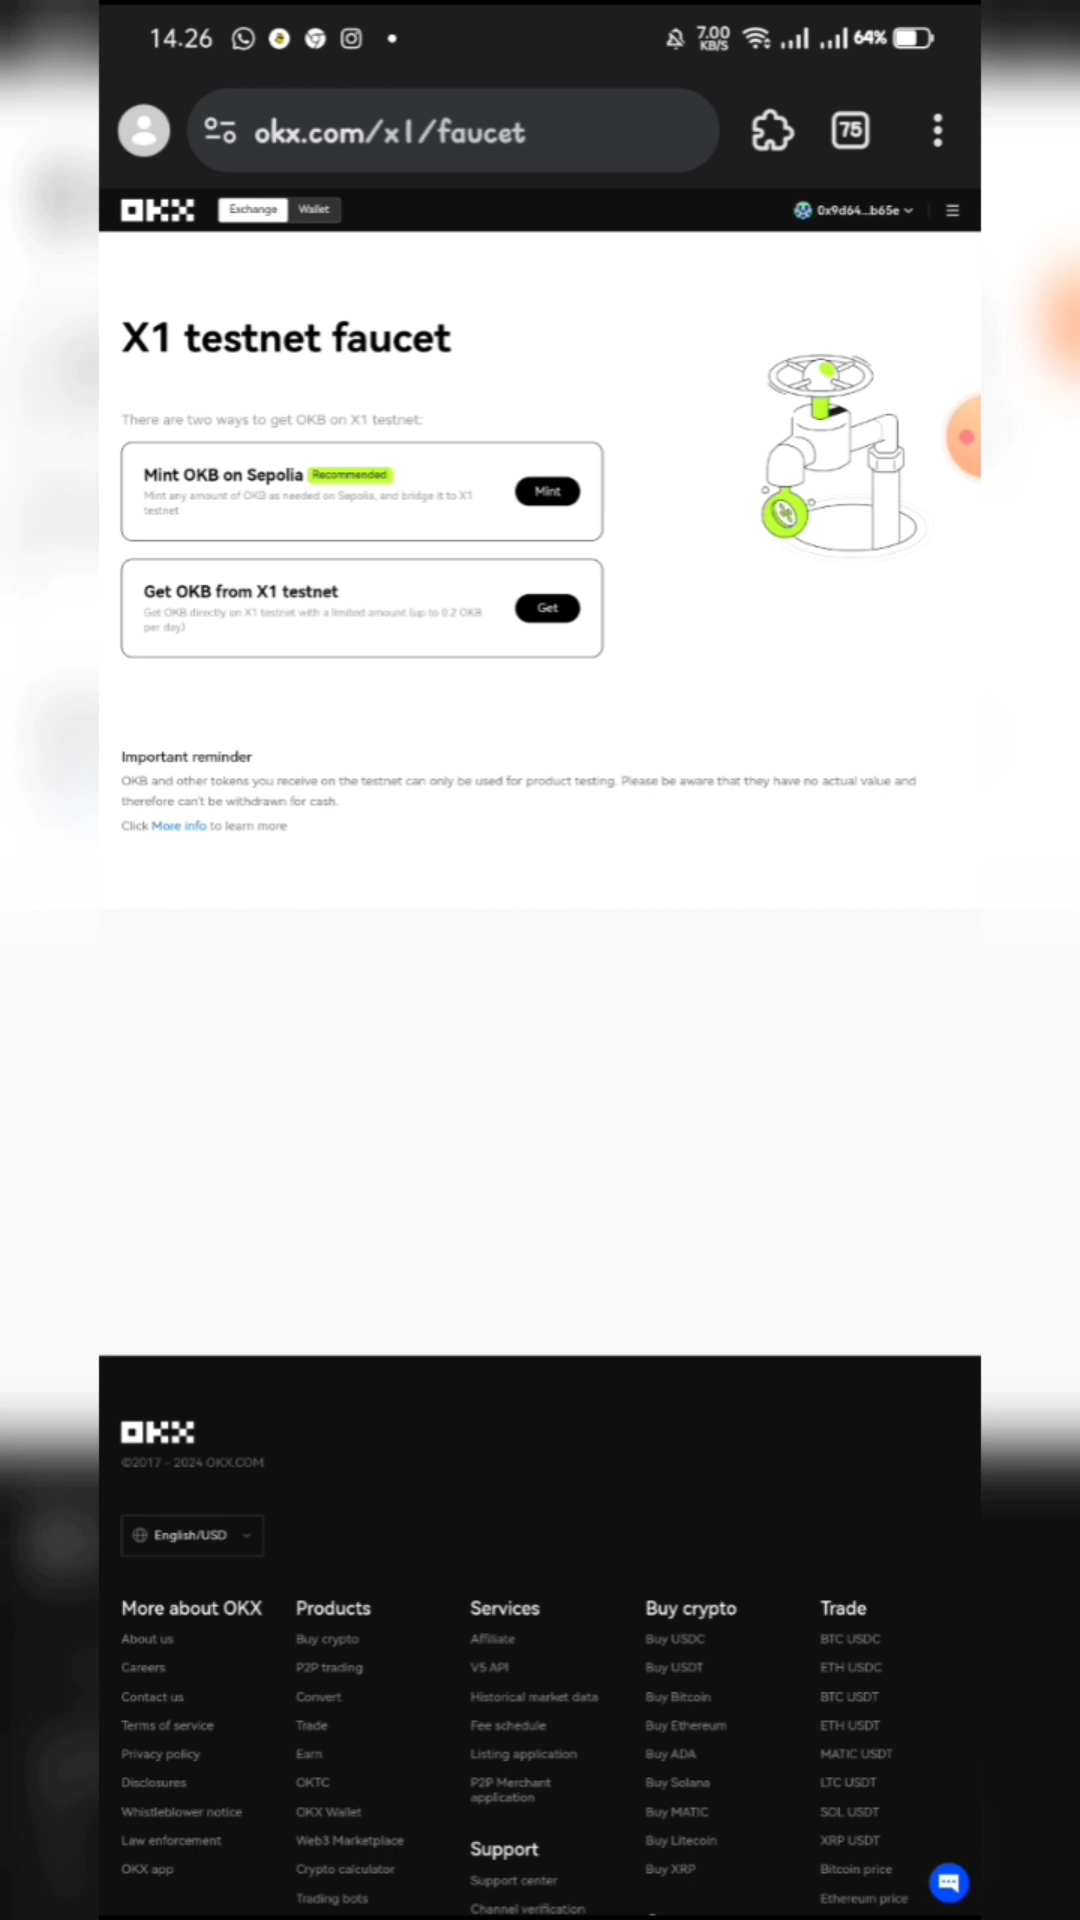 14.26
7.00
KB/S
64%
okx.com/x1/faucet
75
OKX
Exchange
Wallet
0x9d64...b65e
X1 testnet faucet
There are two ways to get OKB on X1 testnet:
Mint OKB on Sepolia
Recommended
Mint any amount of OKB as needed on Sepolia, and bridge it to X1
testnet
Mint
Get OKB from X1 testnet
Get OKB directly on X1 testnet with a limited amount (up to 0.2 OKB
per day)
Get
Important reminder
OKB and other tokens you receive on the testnet can only be used for product testing. Please be aware that they have no actual value and
therefore can't be withdrawn for cash.
Click More info to learn more
OKX
©2017 - 2024 OKX.COM
English/USD
More about OKX
About us
Careers
Contact us
Terms of service
Privacy policy
Disclosures
Whistleblower notice
Law enforcement
OKX app
Products
Buy crypto
P2P trading
Convert
Trade
Earn
OKTC
OKX Wallet
Web3 Marketplace
Crypto calculator
Trading bots
Services
Affiliate
V5 API
Historical market data
Fee schedule
Listing application
P2P Merchant
application
Support
Support center
Channel verification
Buy crypto
Buy USDC
Buy USDT
Buy Bitcoin
Buy Ethereum
Buy ADA
Buy Solana
Buy MATIC
Buy Litecoin
Buy XRP
Trade
BTC USDC
ETH USDC
BTC USDT
ETH USDT
MATIC USDT
LTC USDT
SOL USDT
XRP USDT
Bitcoin price
Ethereum price